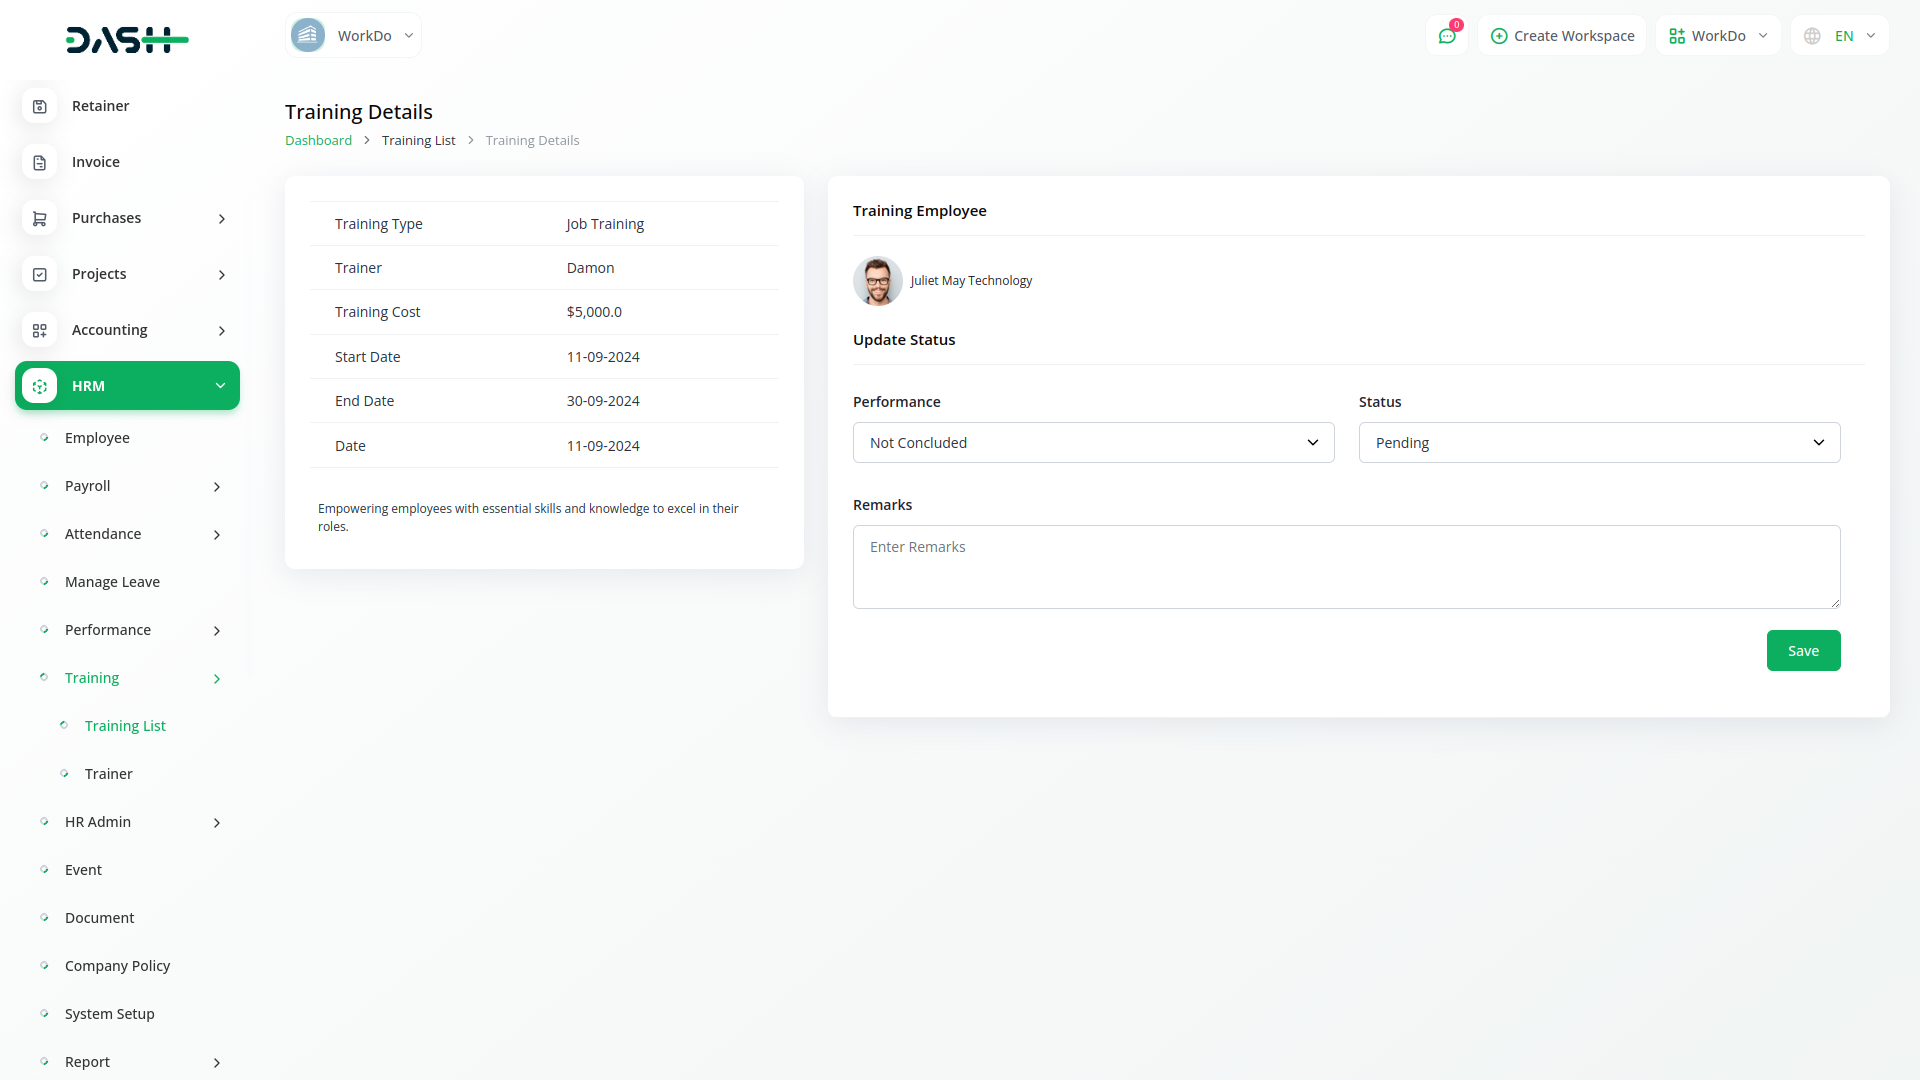 DASH
WorkDo
0
Create Workspace
WorkDo
EN
Retainer
Invoice
Purchases
Projects
Accounting
HRM
Employee
Payroll
Attendance
Manage Leave
Performance
Training
Training List
Trainer
HR Admin
Event
Document
Company Policy
System Setup
Report
Training Details
Dashboard > Training List > Training Details
Training Type Job Training
Trainer Damon
Training Cost $5,000.0
Start Date 11-09-2024
End Date 30-09-2024
Date 11-09-2024
Empowering employees with essential skills and knowledge to excel in their
roles.
Training Employee
Juliet May Technology
Update Status
Performance Status
Not Concluded Pending
Remarks
Enter Remarks
Save